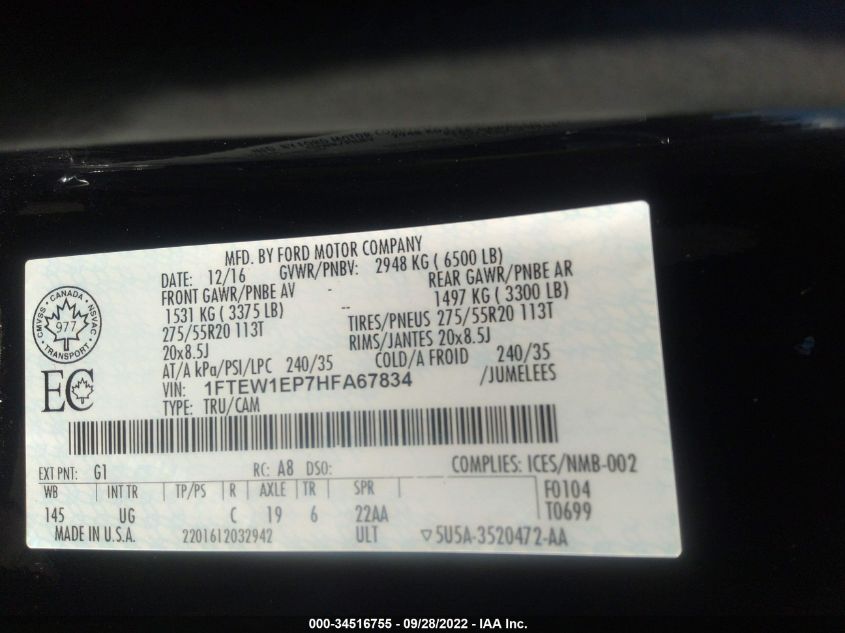 MFD. BY FORD MOTOR COMPANY
DATE: 12/16 GVWR/PNBV: 2948 KG ( 6500 LB)
FRONT GAWR/PNBE AV REAR GAWR/PNBE AR
1531 KG ( 3375 LB) -- 1497 KG ( 3300 LB)
275/55R20 113T TIRES/PNEUS 275/55R20 113T
20x8.5J -- RIMS/JANTES 20x8.5J
AT/A kPa/PSI/LPC 240/35 COLD/A FROID 240/35
VIN: 1FTEW1EP7HFA67834 /JUMELEES
TYPE: TRU/CAM
CANADA
CMVSS
NSVAC
977
TRANSPORT
EC
EXT PNT: G1 RC: A8 DSO: COMPLIES: ICES/NMB-002
WB INT TR TP/PS R AXLE TR SPR F0104
145 UG C 19 6 22AA T0699
MADE IN U.S.A. 2201612032942 ULT ▽5U5A-3520472-AA
000-34516755 - 09/28/2022 - IAA Inc.